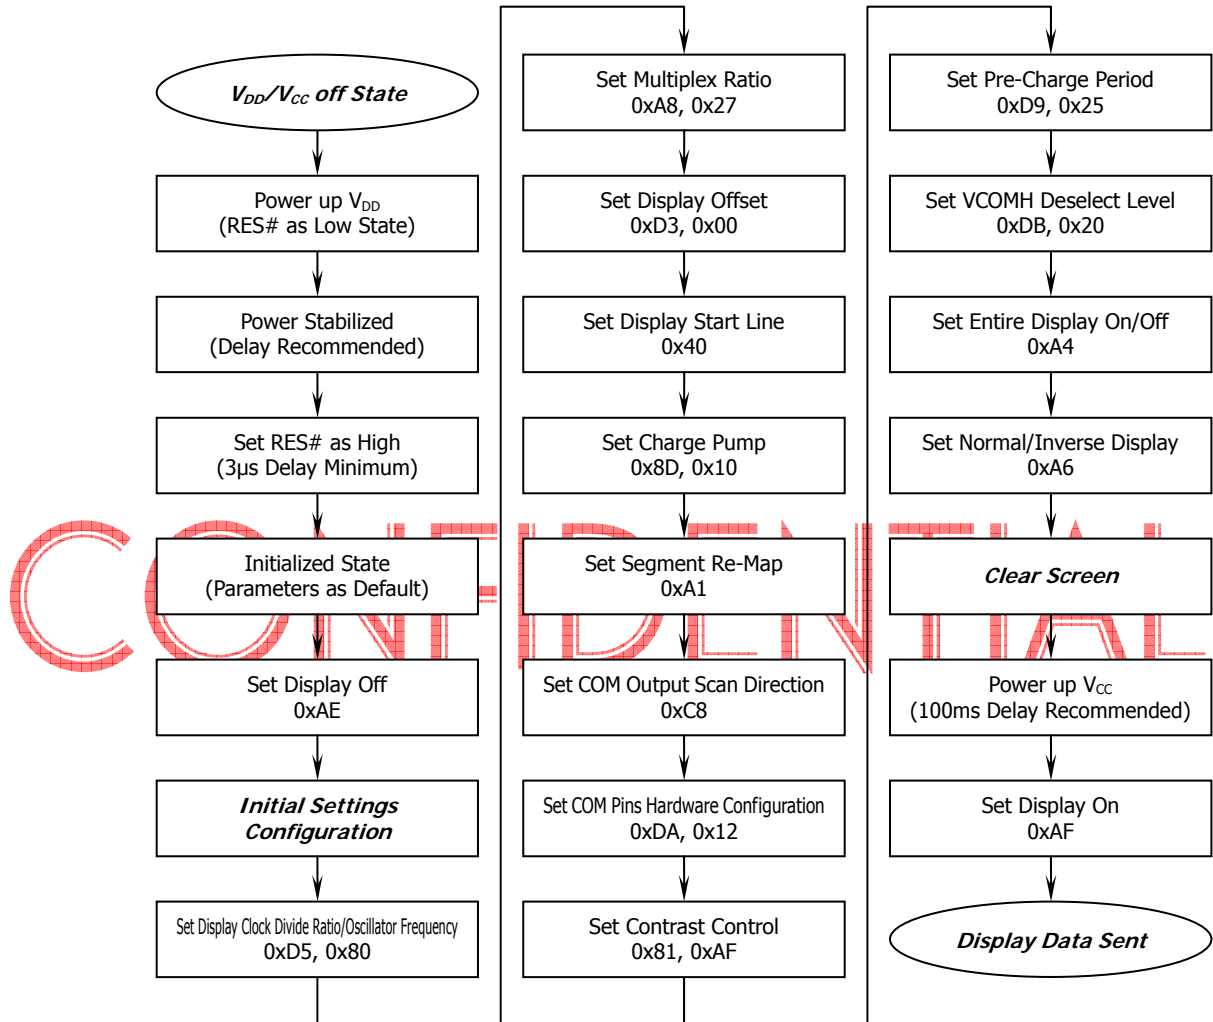 V_DD/V_CC off State
Power up V_DD
(RES# as Low State)
Power Stabilized
(Delay Recommended)
Set RES# as High
(3μs Delay Minimum)
Initialized State
(Parameters as Default)
Set Display Off
0xAE
Initial Settings
Configuration
Set Display Clock Divide Ratio/Oscillator Frequency
0xD5, 0x80
Set Multiplex Ratio
0xA8, 0x27
Set Display Offset
0xD3, 0x00
Set Display Start Line
0x40
Set Charge Pump
0x8D, 0x10
Set Segment Re-Map
0xA1
Set COM Output Scan Direction
0xC8
Set COM Pins Hardware Configuration
0xDA, 0x12
Set Contrast Control
0x81, 0xAF
Set Pre-Charge Period
0xD9, 0x25
Set VCOMH Deselect Level
0xDB, 0x20
Set Entire Display On/Off
0xA4
Set Normal/Inverse Display
0xA6
Clear Screen
Power up V_CC
(100ms Delay Recommended)
Set Display On
0xAF
Display Data Sent
CONFIDENTIAL